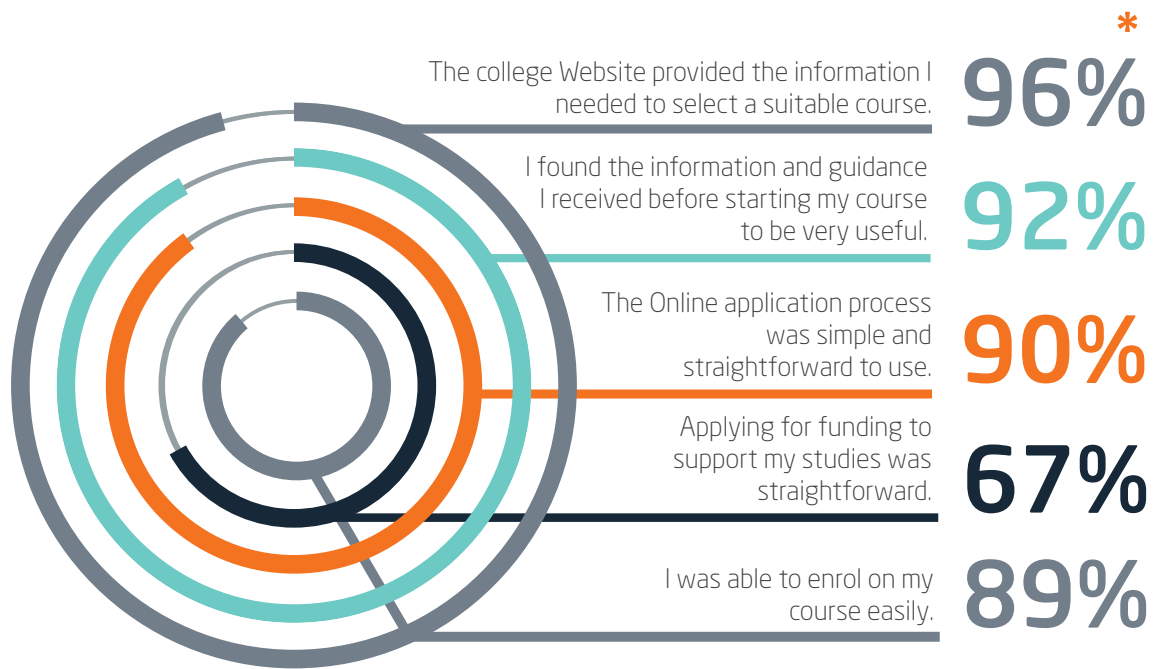 *
The college Website provided the information I
needed to select a suitable course.
96%
I found the information and guidance
I received before starting my course
to be very useful.
92%
The Online application process
was simple and
straightforward to use.
90%
Applying for funding to
support my studies was
straightforward.
67%
I was able to enrol on my
course easily.
89%